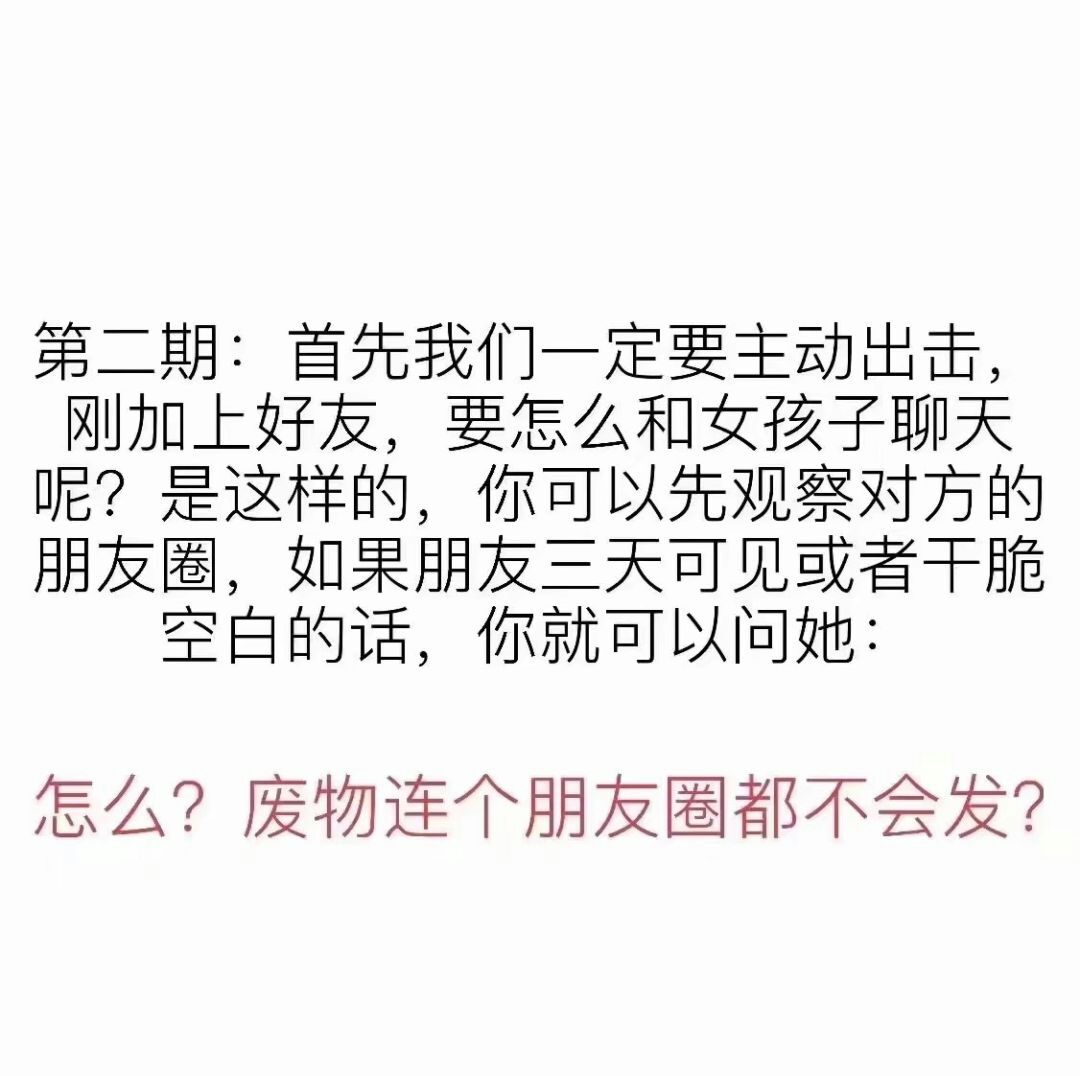 第二期：首先我们一定要主动出击，
刚加上好友，要怎么和女孩子聊天
呢？是这样的，你可以先观察对方的
朋友圈，如果朋友三天可见或者干脆
空白的话，你就可以问她：
怎么？废物连个朋友圈都不会发？